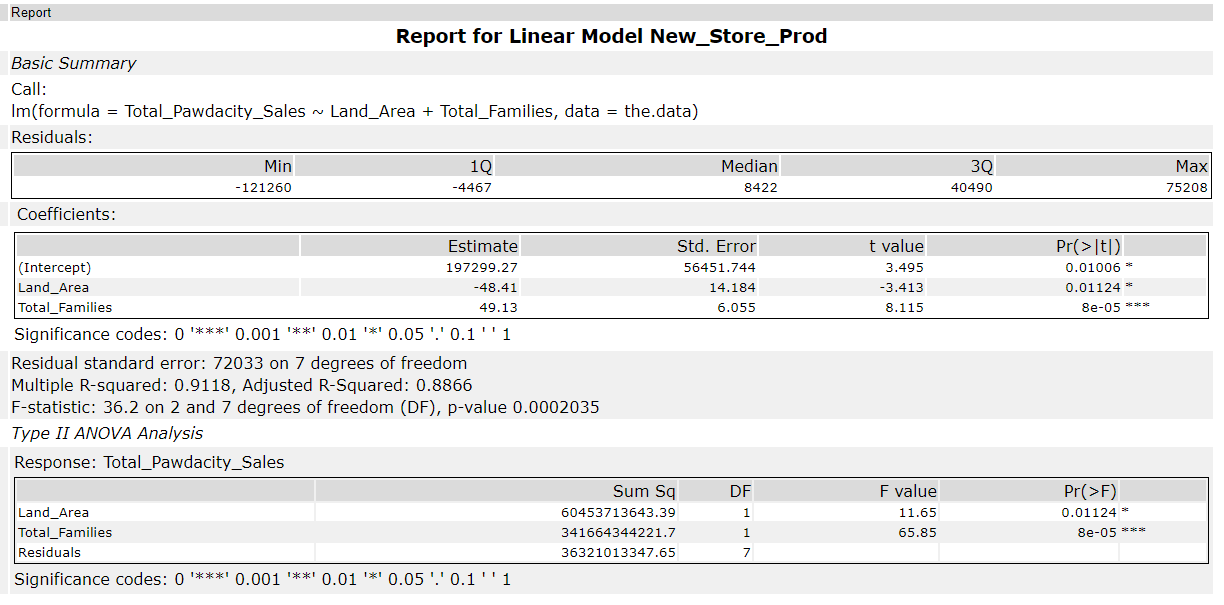 Report
Report for Linear Model New_Store_Prod
Basic Summary
Call:
lm(formula = Total_Pawdacity_Sales ~ Land_Area + Total_Families, data = the.data)
Residuals:
Min 1Q Median 3Q Max
-121260 -4467 8422 40490 75208
Coefficients:
Estimate Std. Error t value Pr(>|t|)
(Intercept) 197299.27 56451.744 3.495 0.01006 *
Land_Area -48.41 14.184 -3.413 0.01124 *
Total_Families 49.13 6.055 8.115 8e-05 ***
Significance codes: 0 '***' 0.001 '**' 0.01 '*' 0.05 '.' 0.1 ' ' 1
Residual standard error: 72033 on 7 degrees of freedom
Multiple R-squared: 0.9118, Adjusted R-Squared: 0.8866
F-statistic: 36.2 on 2 and 7 degrees of freedom (DF), p-value 0.0002035
Type II ANOVA Analysis
Response: Total_Pawdacity_Sales
Sum Sq DF F value Pr(>F)
Land_Area 60453713643.39 1 11.65 0.01124 *
Total_Families 341664344221.7 1 65.85 8e-05 ***
Residuals 36321013347.65 7
Significance codes: 0 '***' 0.001 '**' 0.01 '*' 0.05 '.' 0.1 ' ' 1